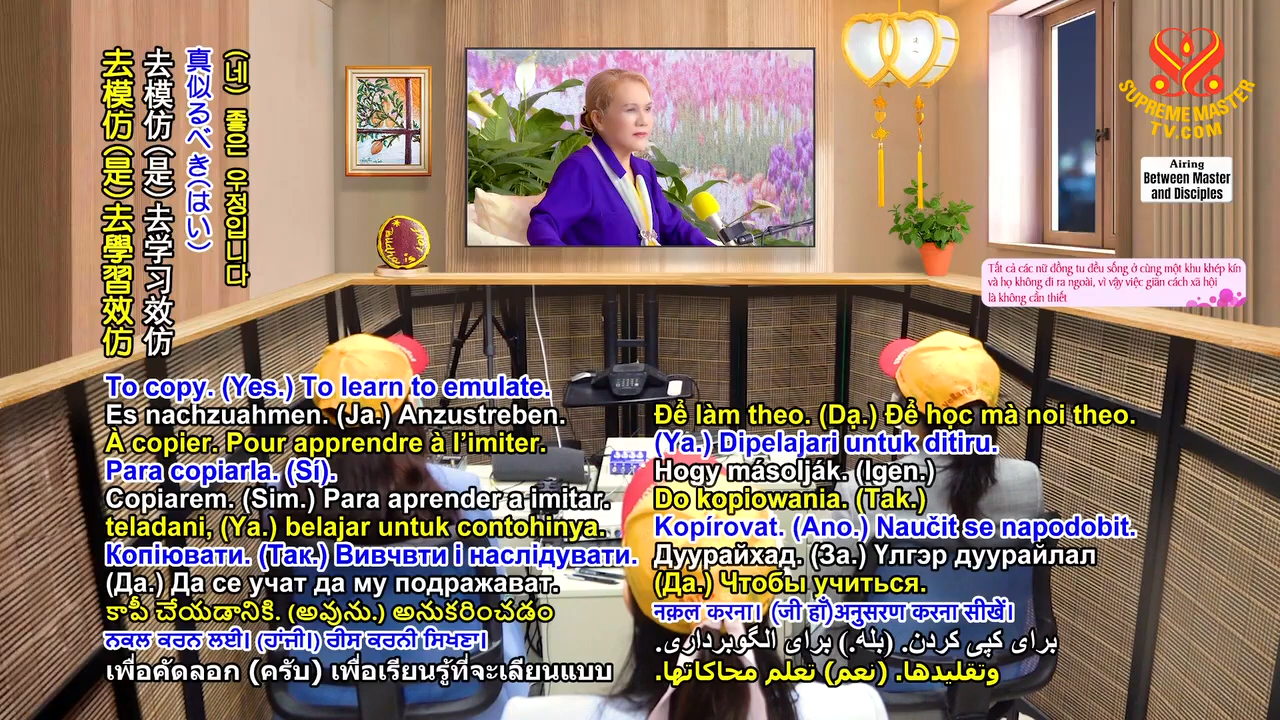 (네) 좋은 우정입니다
真似るべき(はい)
去模仿(是)去学习效仿
去模仿(是)去學習效仿
SUPREME MASTER
TV.COM
Airing
Between Master
and Disciples
Tất cả các nữ đồng tu đều sống ở cùng một khu khép kín
và họ không đi ra ngoài, vì vậy việc giãn cách xã hội
là không cần thiết
To copy. (Yes.) To learn to emulate.
Es nachzuahmen. (Ja.) Anzustreben.
À copier. Pour apprendre à l’imiter.
Para copiarla. (Sí).
Copiarem. (Sim.) Para aprender a imitar.
teladani, (Ya.) belajar untuk contohinya.
Копіювати. (Так.) Вивчвти і наслідувати.
(Да.) Да се учат да му подражават.
కాపీ చేయడానికి. (అవును.) అనుకరించడం
ਨਕਲ ਕਰਨ ਲਈ। (ਹਾਂਜੀ।) ਰੀਸ ਕਰਨੀ ਸਿਖਣਾ।
เพื่อคัดลอก (ครับ) เพื่อเรียนรู้ที่จะเลียนแบบ
Để làm theo. (Dạ.) Để học mà noi theo.
(Ya.) Dipelajari untuk ditiru.
Hogy másolják. (Igen.)
Do kopiowania. (Tak.)
Kopírovat. (Ano.) Naučit se napodobit.
Дуурайхад. (За.) Үлгэр дуурайлал
(Да.) Чтобы учиться.
नक़ल करना। (जी हाँ)अनुसरण करना सीखें।
برای کپی کردن. (بله.) برای الگوبرداری.
وتقليدها. (نعم) تعلم محاكاتها.